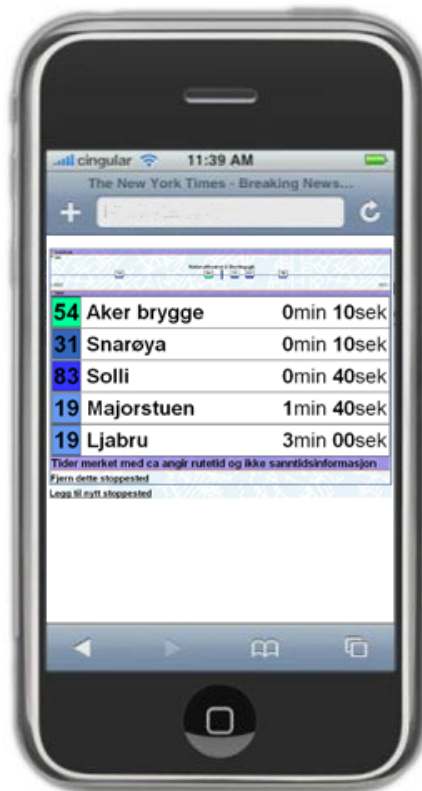 cingular 11:39 AM
The New York Times - Breaking News...
54 Aker brygge 0min 10sek
31 Snarøya 0min 10sek
83 Solli 0min 40sek
19 Majorstuen 1min 40sek
19 Ljabru 3min 00sek
Tider merket med ca angir rutetid og ikke sanntidsinformasjon
Fjern dette stoppested
Legg til nytt stoppested